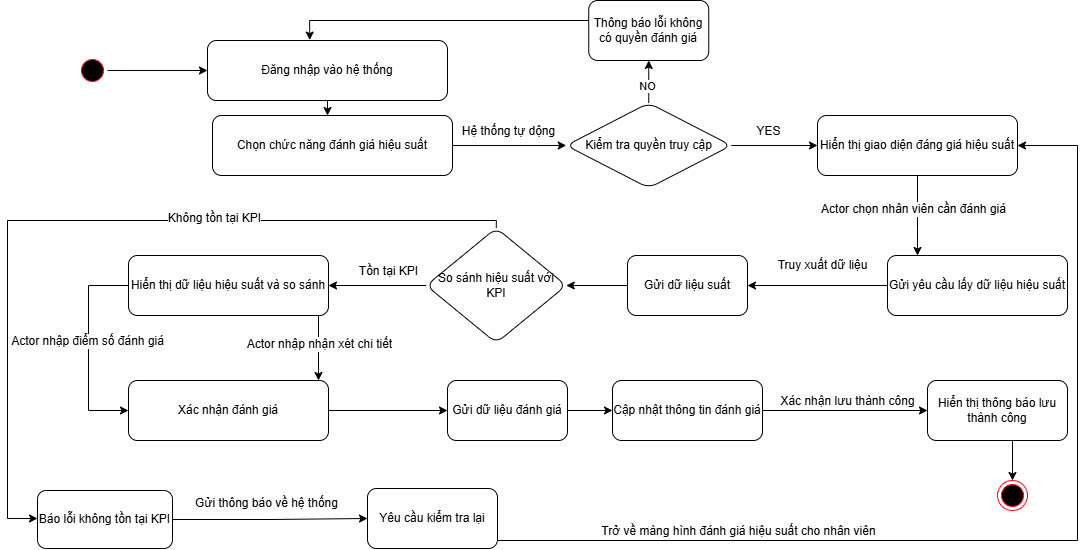 Thông báo lỗi không
có quyền đánh giá
Đăng nhập vào hệ thống
NO
Chọn chức năng đánh giá hiệu suất
Hệ thống tự động
Kiểm tra quyền truy cập
YES
Hiển thị giao diện đáng giá hiệu suất
Không tồn tại KPI
Actor chọn nhân viên cần đánh giá
Hiển thị dữ liệu hiệu suất và so sánh
Tồn tại KPI
So sánh hiệu suất với
KPI
Gửi dữ liệu suất
Truy xuất dữ liệu
Gửi yêu cầu lấy dữ liệu hiệu suất
Actor nhập điểm số đánh giá
Actor nhập nhận xét chi tiết
Xác nhận đánh giá
Gửi dữ liệu đánh giá
Cập nhật thông tin đánh giá
Xác nhận lưu thành công
Hiển thị thông báo lưu
thành công
Báo lỗi không tồn tại KPI
Gửi thông báo về hệ thống
Yêu cầu kiểm tra lại
Trở về màng hình đánh giá hiệu suất cho nhân viên